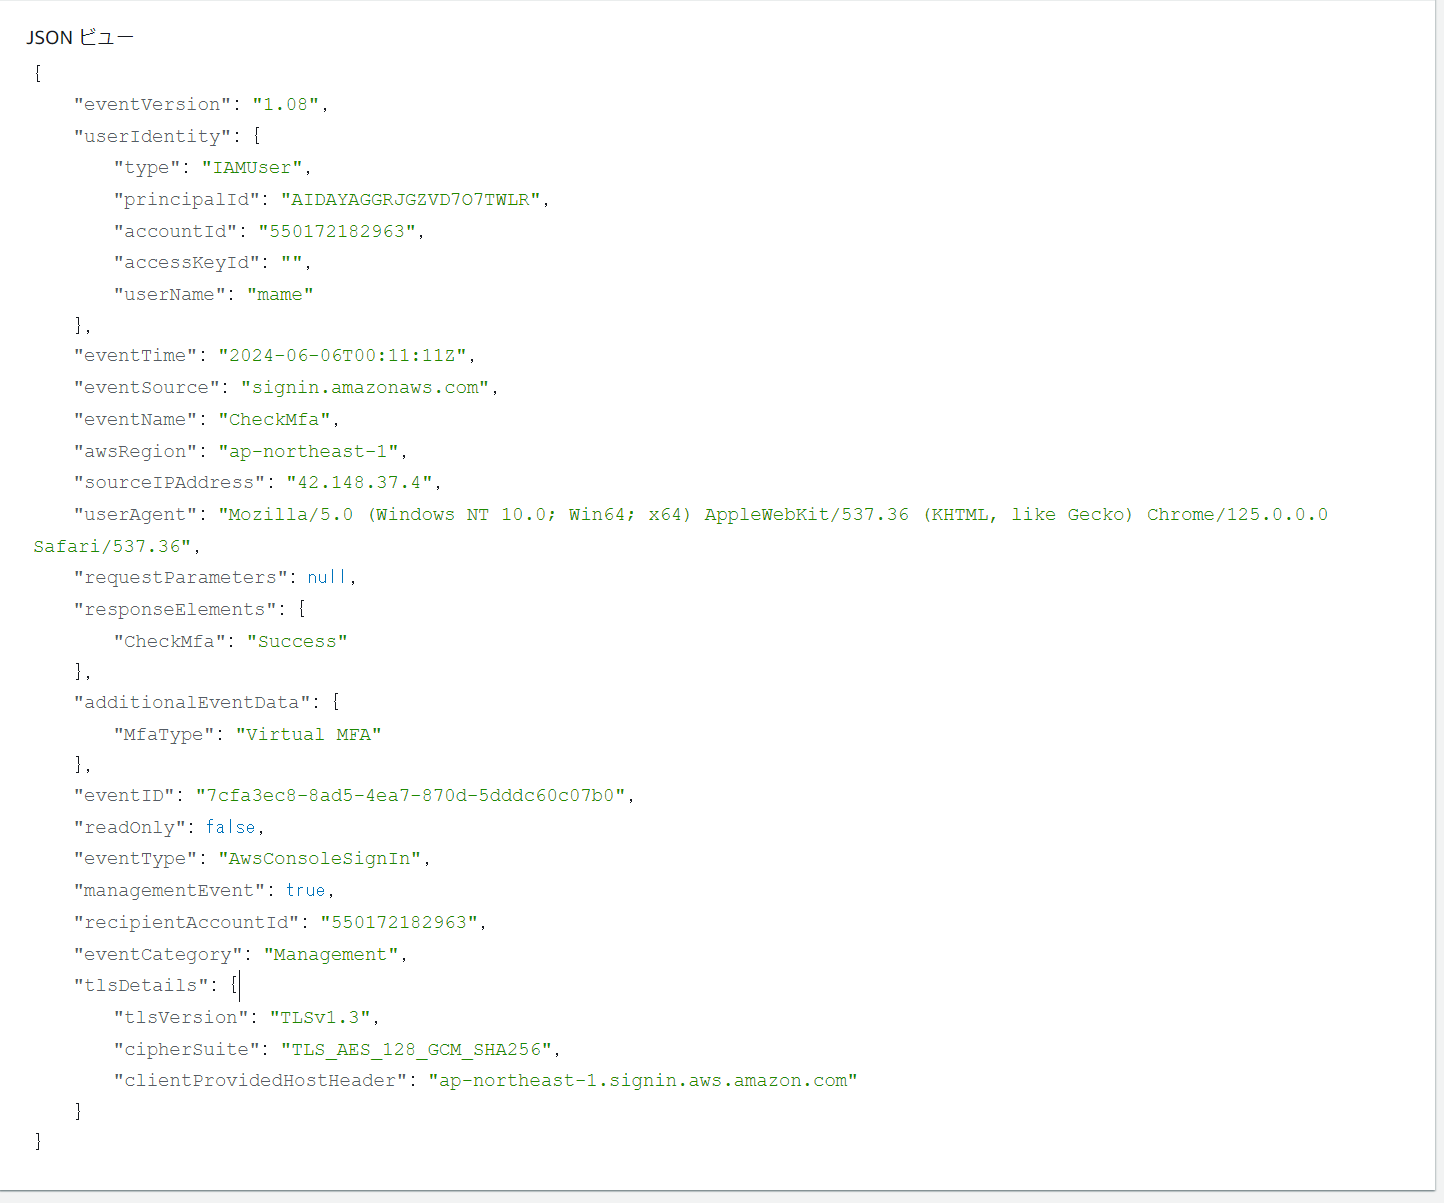 JSON ビュー
{
"eventVersion": "1.08",
"userIdentity": {
"type": "IAMUser",
"principalId": "AIDAYAGGRJGZVD7O7TWLR",
"accountId": "550172182963",
"accessKeyId": "",
"userName": "mame"
},
"eventTime": "2024-06-06T00:11:11Z",
"eventSource": "signin.amazonaws.com",
"eventName": "CheckMfa",
"awsRegion": "ap-northeast-1",
"sourceIPAddress": "42.148.37.4",
"userAgent": "Mozilla/5.0 (Windows NT 10.0; Win64; x64) AppleWebKit/537.36 (KHTML, like Gecko) Chrome/125.0.0.0
Safari/537.36",
"requestParameters": null,
"responseElements": {
"CheckMfa": "Success"
},
"additionalEventData": {
"MfaType": "Virtual MFA"
},
"eventID": "7cfa3ec8-8ad5-4ea7-870d-5dddc60c07b0",
"readOnly": false,
"eventType": "AwsConsoleSignIn",
"managementEvent": true,
"recipientAccountId": "550172182963",
"eventCategory": "Management",
"tlsDetails": {
"tlsVersion": "TLSv1.3",
"cipherSuite": "TLS_AES_128_GCM_SHA256",
"clientProvidedHostHeader": "ap-northeast-1.signin.aws.amazon.com"
}
}